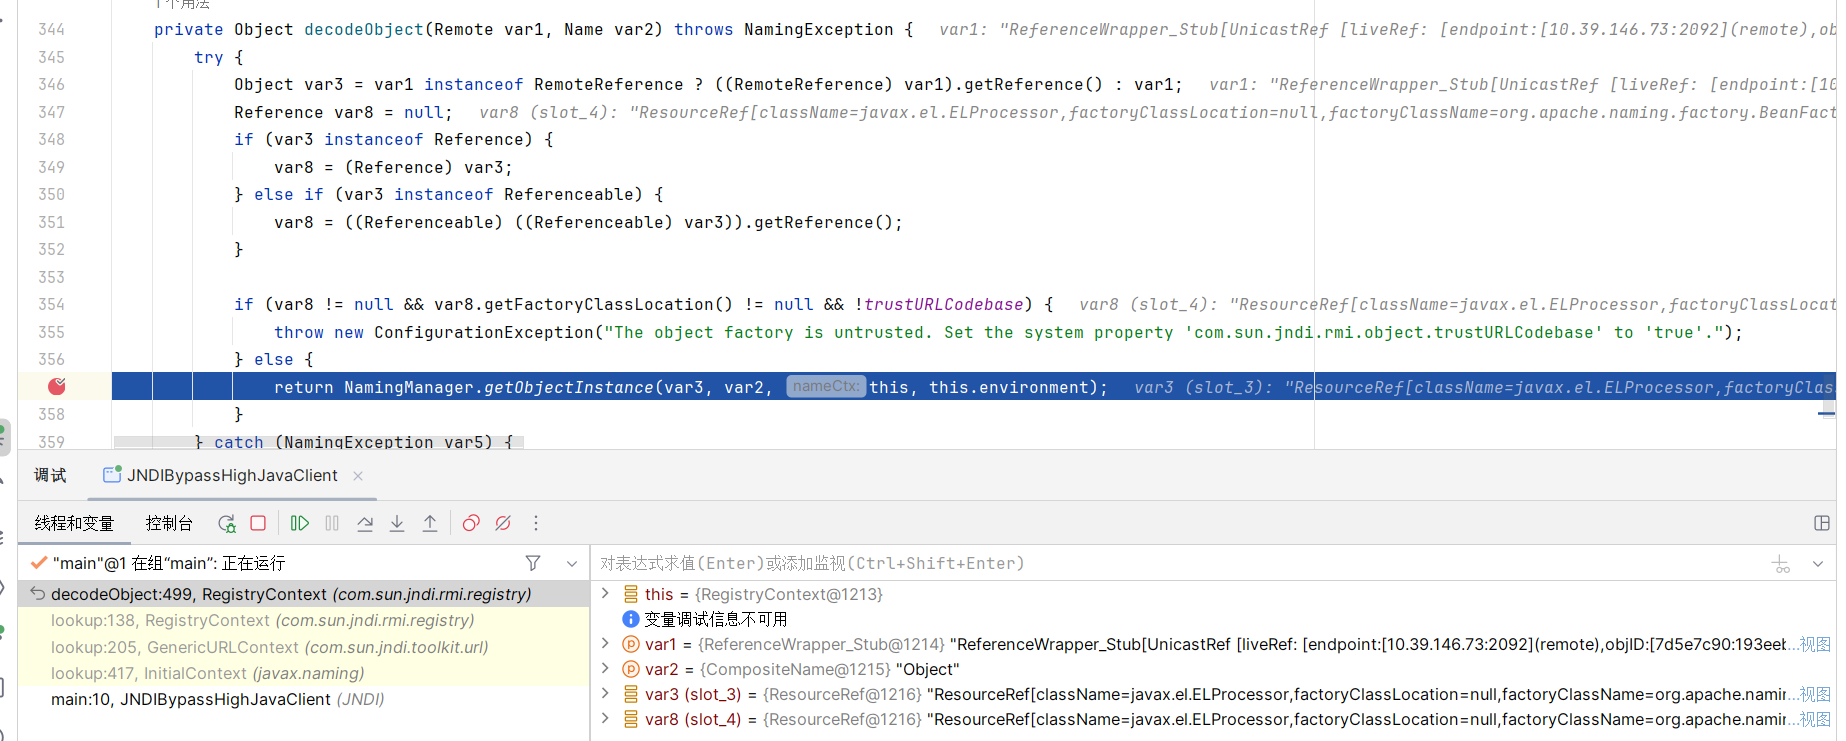 1 个用法
344 private Object decodeObject(Remote var1, Name var2) throws NamingException { var1: "ReferenceWrapper_Stub[UnicastRef [liveRef: [endpoint:[10.39.146.73:2092](remote),ob
345 try {
346 Object var3 = var1 instanceof RemoteReference ? ((RemoteReference) var1).getReference() : var1; var1: "ReferenceWrapper_Stub[UnicastRef [liveRef: [endpoint:[10
347 Reference var8 = null; var8 (slot_4): "ResourceRef[className=javax.el.ELProcessor,factoryClassLocation=null,factoryClassName=org.apache.naming.factory.BeanFact
348 if (var3 instanceof Reference) {
349 var8 = (Reference) var3;
350 } else if (var3 instanceof Referenceable) {
351 var8 = ((Referenceable) ((Referenceable) var3)).getReference();
352 }
353
354 if (var8 != null && var8.getFactoryClassLocation() != null && !trustURLCodebase) { var8 (slot_4): "ResourceRef[className=javax.el.ELProcessor,factoryClassLocat
355 throw new ConfigurationException("The object factory is untrusted. Set the system property 'com.sun.jndi.rmi.object.trustURLCodebase' to 'true'.");
356 } else {
return NamingManager.getObjectInstance(var3, var2, nameCtx: this, this.environment); var3 (slot_3): "ResourceRef[className=javax.el.ELProcessor,factoryClas
358 }
359 } catch (NamingException var5) {
调试 JNDIBypassHighJavaClient
线程和变量 控制台
"main"@1 在组“main”: 正在运行
对表达式求值(Enter)或添加监视(Ctrl+Shift+Enter)
decodeObject:499, RegistryContext (com.sun.jndi.rmi.registry)
lookup:138, RegistryContext (com.sun.jndi.rmi.registry)
lookup:205, GenericURLContext (com.sun.jndi.toolkit.url)
lookup:417, InitialContext (javax.naming)
main:10, JNDIBypassHighJavaClient (JNDI)
this = {RegistryContext@1213}
变量调试信息不可用
var1 = {ReferenceWrapper_Stub@1214} "ReferenceWrapper_Stub[UnicastRef [liveRef: [endpoint:[10.39.146.73:2092](remote),objID:[7d5e7c90:193eeb...视图
var2 = {CompositeName@1215} "Object"
var3 (slot_3) = {ResourceRef@1216} "ResourceRef[className=javax.el.ELProcessor,factoryClassLocation=null,factoryClassName=org.apache.namin...视图
var8 (slot_4) = {ResourceRef@1216} "ResourceRef[className=javax.el.ELProcessor,factoryClassLocation=null,factoryClassName=org.apache.namin...视图